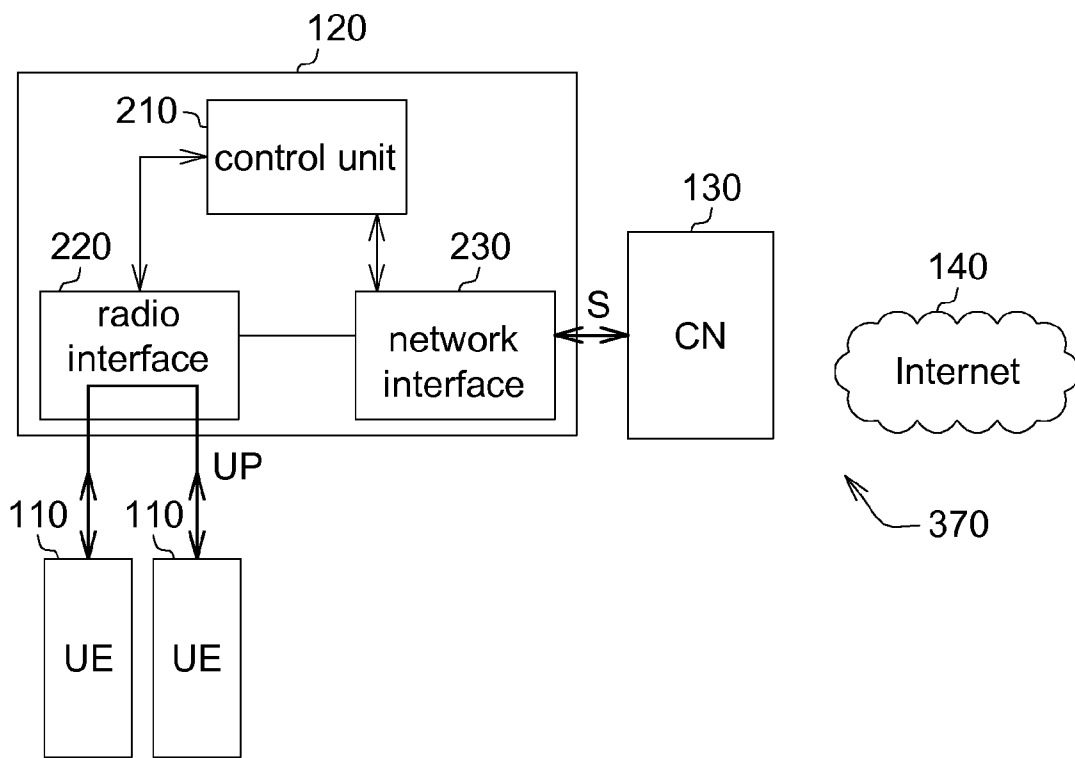 120
210
control unit
130
220
230
140
radio
interface
S
network
interface
CN
Internet
UP
370
110
110
UE
UE